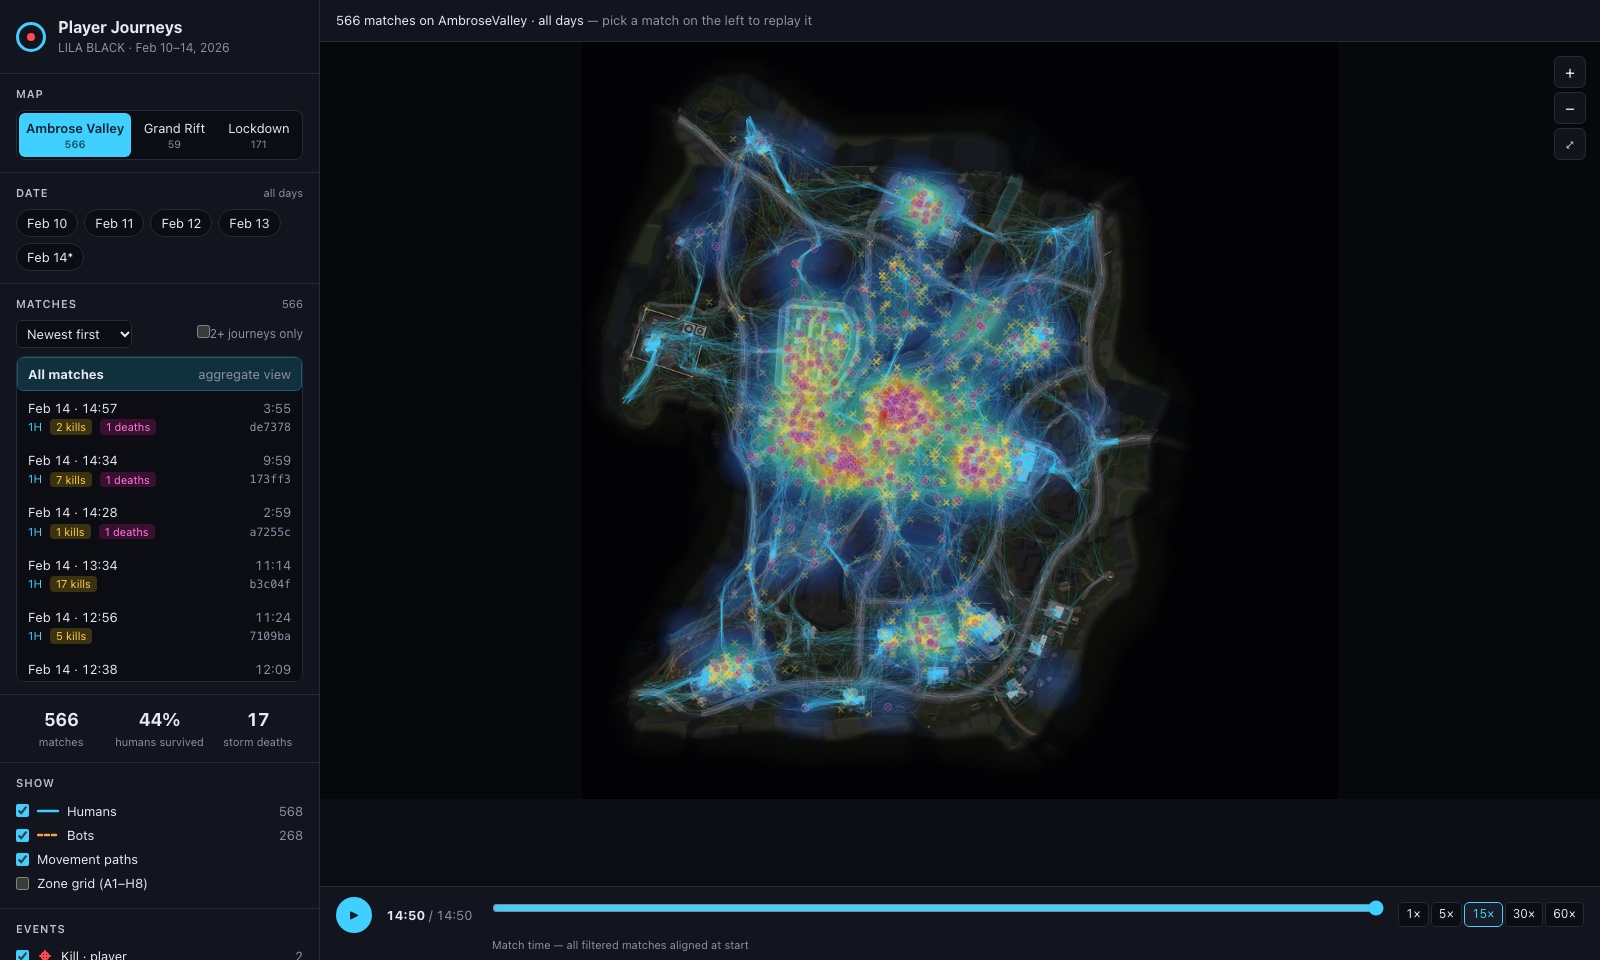 Player Journeys
LILA BLACK · Feb 10–14, 2026
MAP
Ambrose Valley
566
Grand Rift
59
Lockdown
171
DATE
all days
Feb 10
Feb 11
Feb 12
Feb 13
Feb 14*
MATCHES
566
Newest first
2+ journeys only
All matches
aggregate view
Feb 14 · 14:57
3:55
1H 2 kills 1 deaths
de7378
Feb 14 · 14:34
9:59
1H 7 kills 1 deaths
173ff3
Feb 14 · 14:28
2:59
1H 1 kills 1 deaths
a7255c
Feb 14 · 13:34
11:14
1H 17 kills
b3c04f
Feb 14 · 12:56
11:24
1H 5 kills
7109ba
Feb 14 · 12:38
12:09
566
matches
44%
humans survived
17
storm deaths
SHOW
Humans
568
Bots
268
Movement paths
Zone grid (A1–H8)
EVENTS
Kill · player
2
566 matches on AmbroseValley · all days — pick a match on the left to replay it
+
−
14:50 / 14:50
1×
5×
15×
30×
60×
Match time — all filtered matches aligned at start